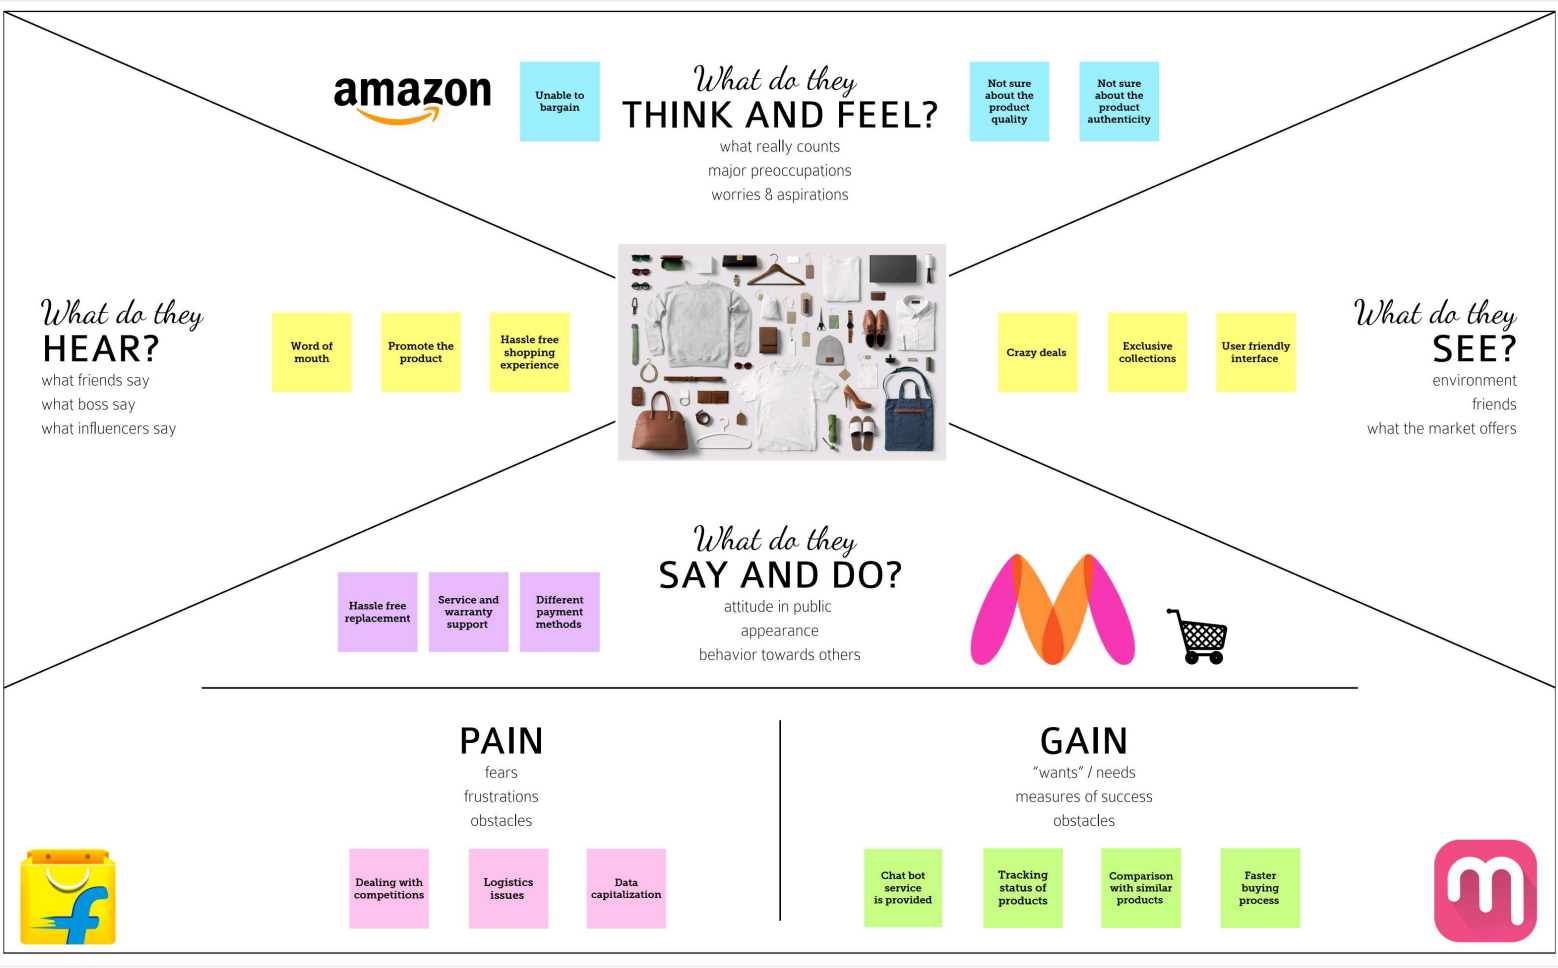 amazon
Unable to
bargain
What do they
THINK AND FEEL?
what really counts
major preoccupations
worries & aspirations
Not sure
about the
product
quality
Not sure
about the
product
authenticity
What do they
HEAR?
what friends say
what boss say
what influencers say
Word of
mouth
Promote the
product
Hassle free
shopping
experience
Crazy deals
Exclusive
collections
User friendly
interface
What do they
SEE?
environment
friends
what the market offers
What do they
SAY AND DO?
attitude in public
appearance
behavior towards others
Hassle free
replacement
Service and
warranty
support
Different
payment
methods
PAIN
fears
frustrations
obstacles
Dealing with
competitions
Logistics
issues
Data
capitalization
GAIN
"wants" / needs
measures of success
obstacles
Chat bot
service
is provided
Tracking
status of
products
Comparison
with similar
products
Faster
buying
process
f
m